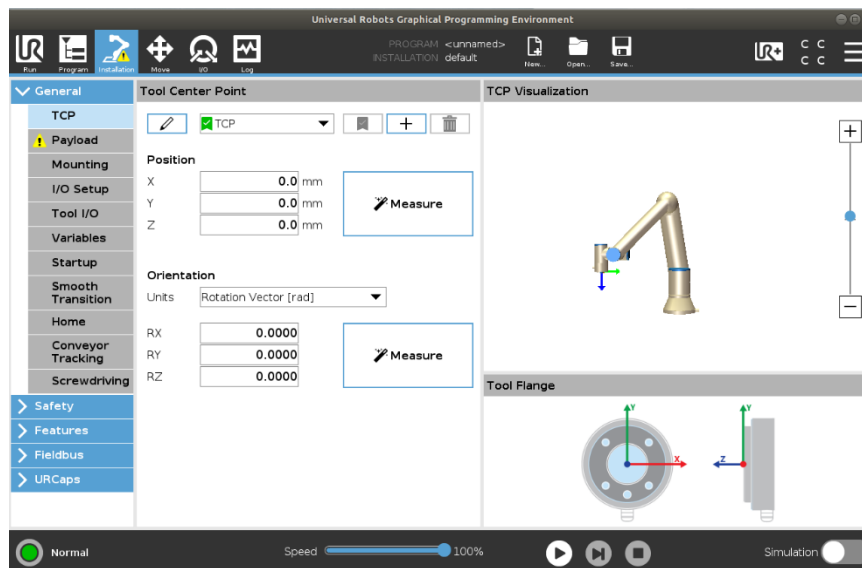 Universal Robots Graphical Programming Environment
UR
Run
Program
Installation
Move
I/O
Log
PROGRAM <unnamed>
INSTALLATION default
New...
Open...
Save...
UR+
C C
C C
General
TCP
Payload
Mounting
I/O Setup
Tool I/O
Variables
Startup
Smooth
Transition
Home
Conveyor
Tracking
Screwdriving
Safety
Features
Fieldbus
URCaps
Tool Center Point
TCP
Position
X 0.0 mm
Y 0.0 mm
Z 0.0 mm
Measure
Orientation
Units Rotation Vector [rad]
RX 0.0000
RY 0.0000
RZ 0.0000
Measure
TCP Visualization
Tool Flange
Y
X
Y
Z
Normal
Speed 100%
Simulation